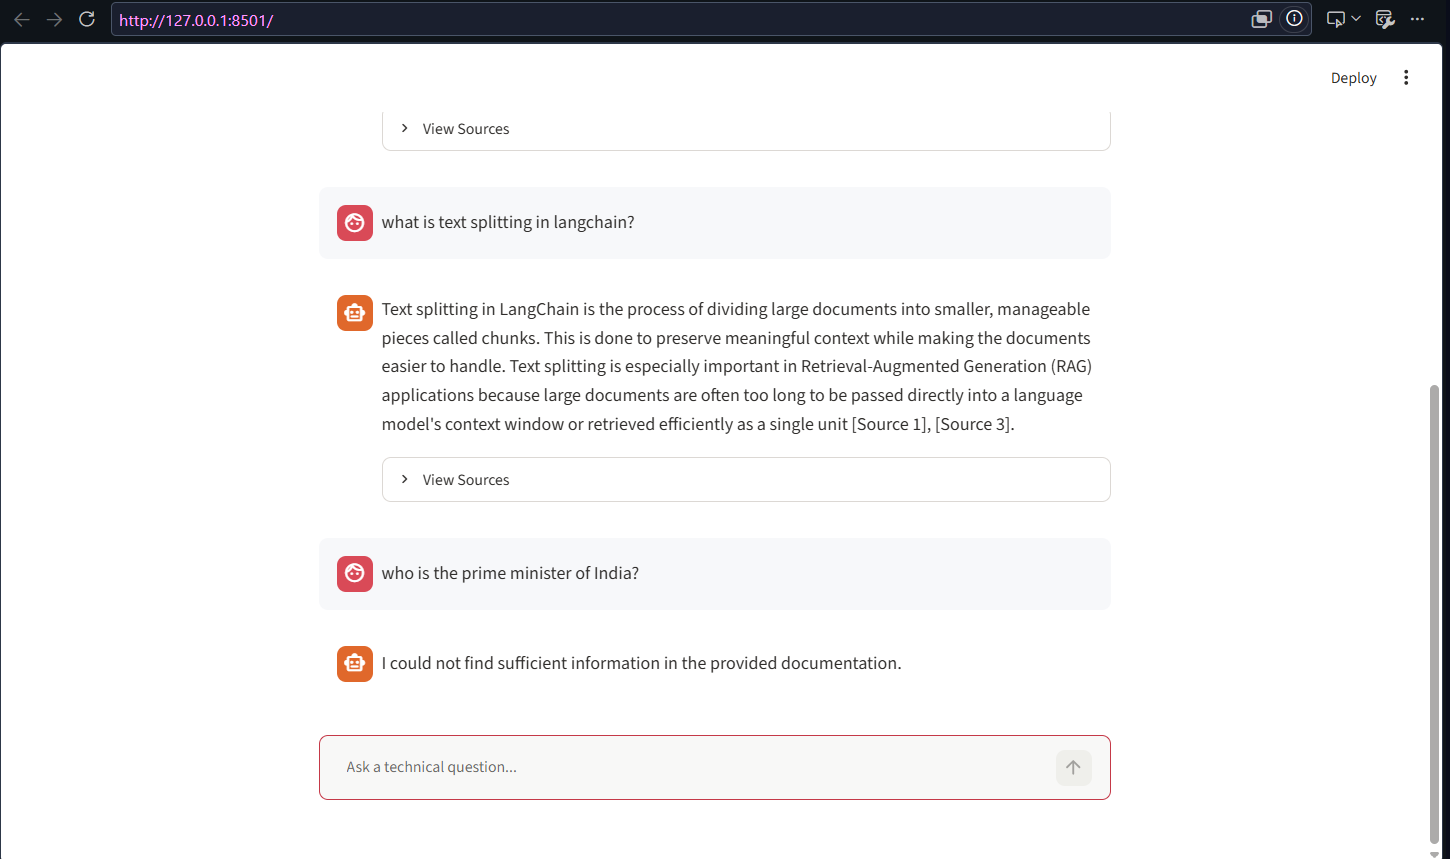 http://127.0.0.1:8501/
Deploy
View Sources
what is text splitting in langchain?
Text splitting in LangChain is the process of dividing large documents into smaller, manageable
pieces called chunks. This is done to preserve meaningful context while making the documents
easier to handle. Text splitting is especially important in Retrieval-Augmented Generation (RAG)
applications because large documents are often too long to be passed directly into a language
model's context window or retrieved efficiently as a single unit [Source 1], [Source 3].
View Sources
who is the prime minister of India?
I could not find sufficient information in the provided documentation.
Ask a technical question...